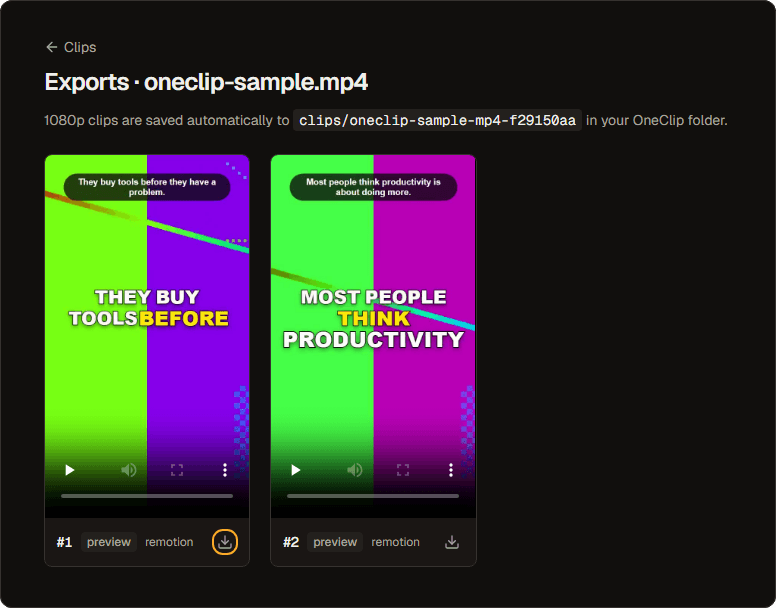 ← Clips
Exports · oneclip-sample.mp4
1080p clips are saved automatically to clips/oneclip-sample-mp4-f29150aa in your OneClip folder.
They buy tools before they have a
problem.
THEY BUY
TOOLS BEFORE
#1 preview remotion
Most people think productivity is
about doing more.
MOST PEOPLE
THINK
PRODUCTIVITY
#2 preview remotion